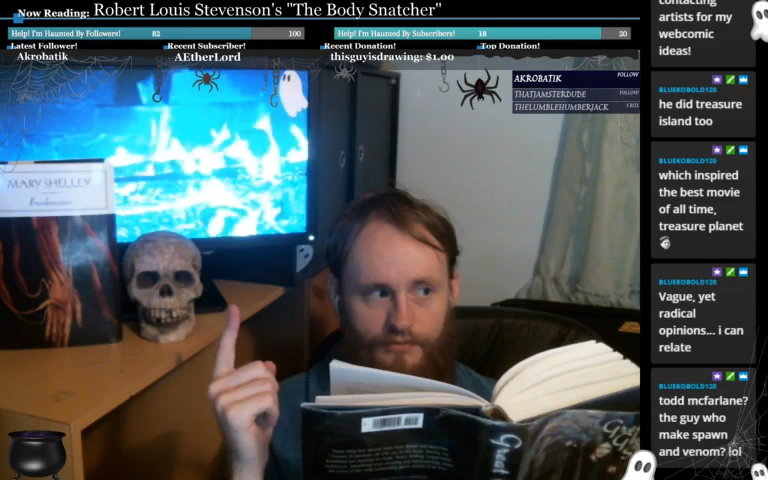 Now Reading: Robert Louis Stevenson's "The Body Snatcher"
Help! I'm Haunted By Followers! 82 100
Help! I'm Haunted By Subscribers! 18 20
Latest Follower! Recent Subscriber! Recent Donation! Top Donation!
Akrobatik AEtherLord thisguyisdrawing: $1.00
AKROBATIK FOLLOW
THATJAMSTERDUDE FOLLOW
THELUMBLEHUMBERJACK
MARY SHELLEY
Frankenstein
Great
contacting
artists for my
webcomic
ideas!
BLUEKOBOLD120
he did treasure
island too
BLUEKOBOLD120
which inspired
the best movie
of all time,
treasure planet
BLUEKOBOLD120
Vague, yet
radical
opinions... i can
relate
BLUEKOBOLD120
todd mcfarlane?
the guy who
make spawn
and venom? lol